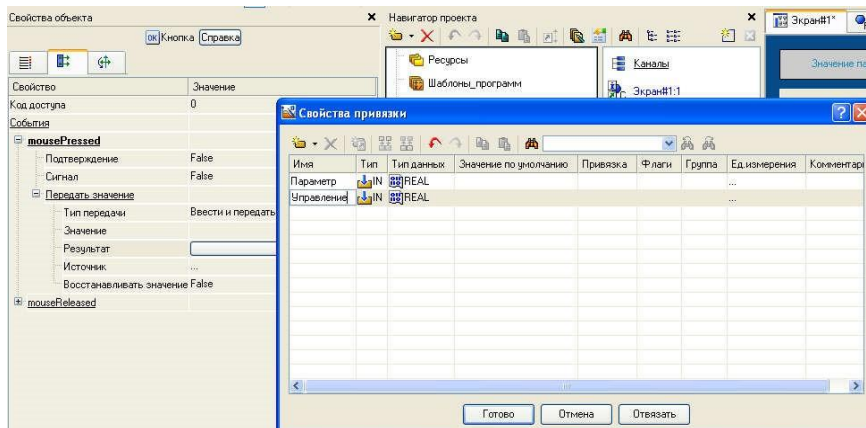 Свойства объекта
OK Кнопка Справка
Свойство Значение
Код доступа 0
События
mousePressed
Подтверждение False
Сигнал False
Передать значение
Тип передачи Ввести и передать
Значение
Результат
Источник ...
Восстанавливать значение False
mouseReleased
Навигатор проекта
Ресурсы
Шаблоны_программ
Каналы
Экран#1:1
Экран#1*
Значение па
Свойства привязки
Имя Тип Тип данных Значение по умолчанию Привязка Флаги Группа Ед.измерения Комментари
Параметр IN REAL ...
Управление IN REAL ...
Готово Отмена Отвязать